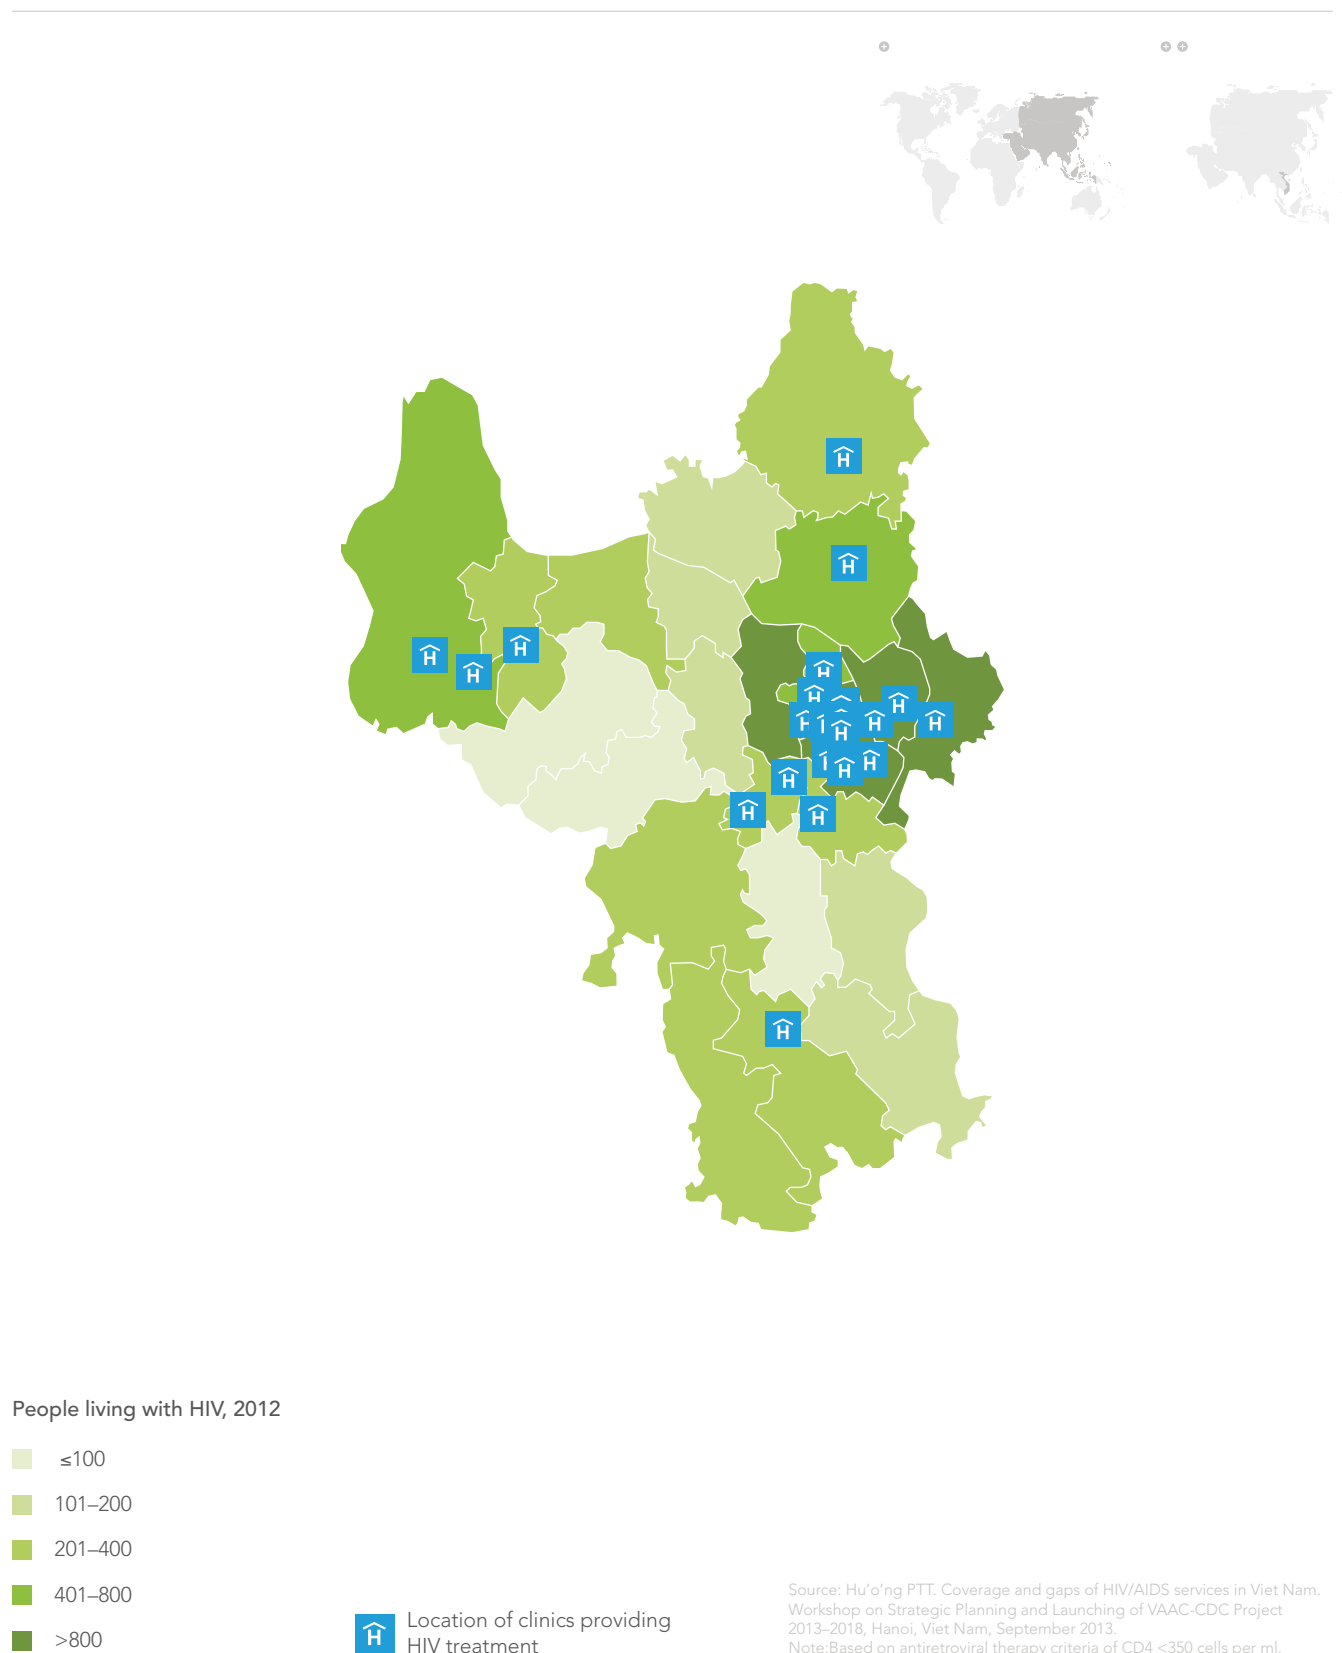 People living with HIV, 2012
≤100
101–200
201–400
401–800
>800
Location of clinics providing
HIV treatment
Source: Hu’o’ng PTT. Coverage and gaps of HIV/AIDS services in Viet Nam.
Workshop on Strategic Planning and Launching of VAAC-CDC Project
2013–2018, Hanoi, Viet Nam, September 2013.
Note:Based on antiretroviral therapy criteria of CD4 <350 cells per ml.